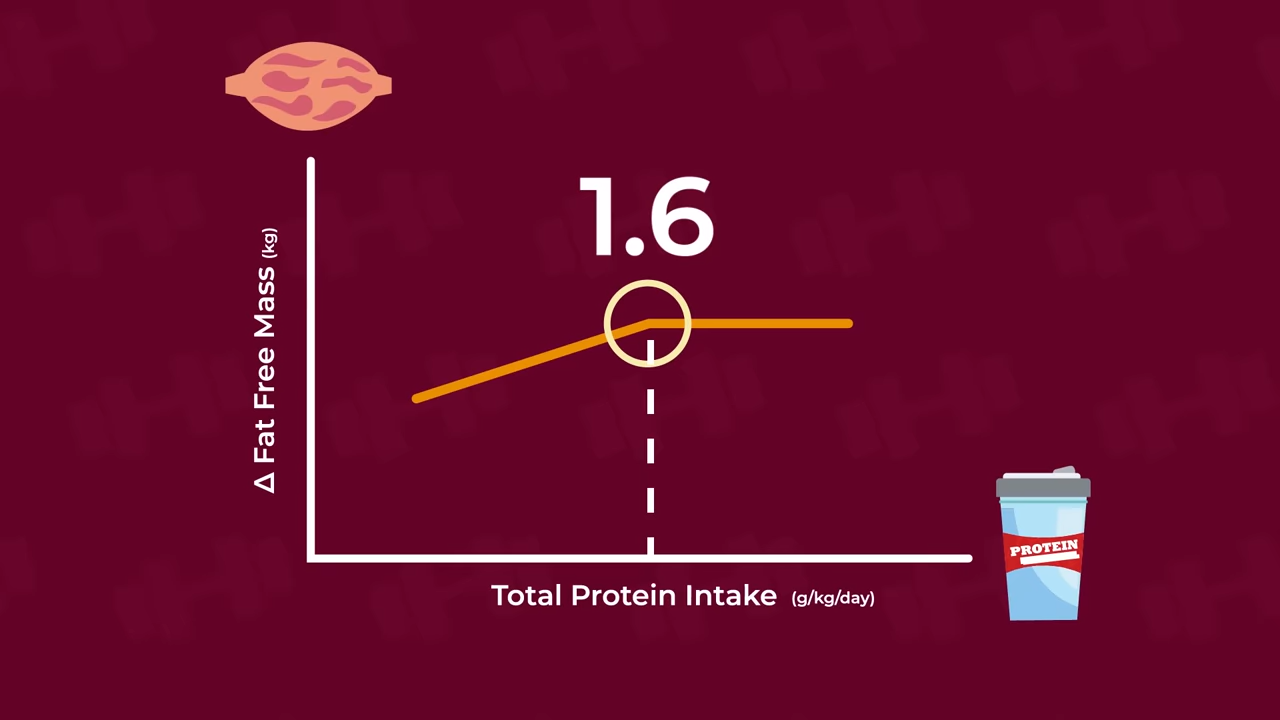 1.6
Δ Fat Free Mass (kg)
Total Protein Intake (g/kg/day)
PROTEIN